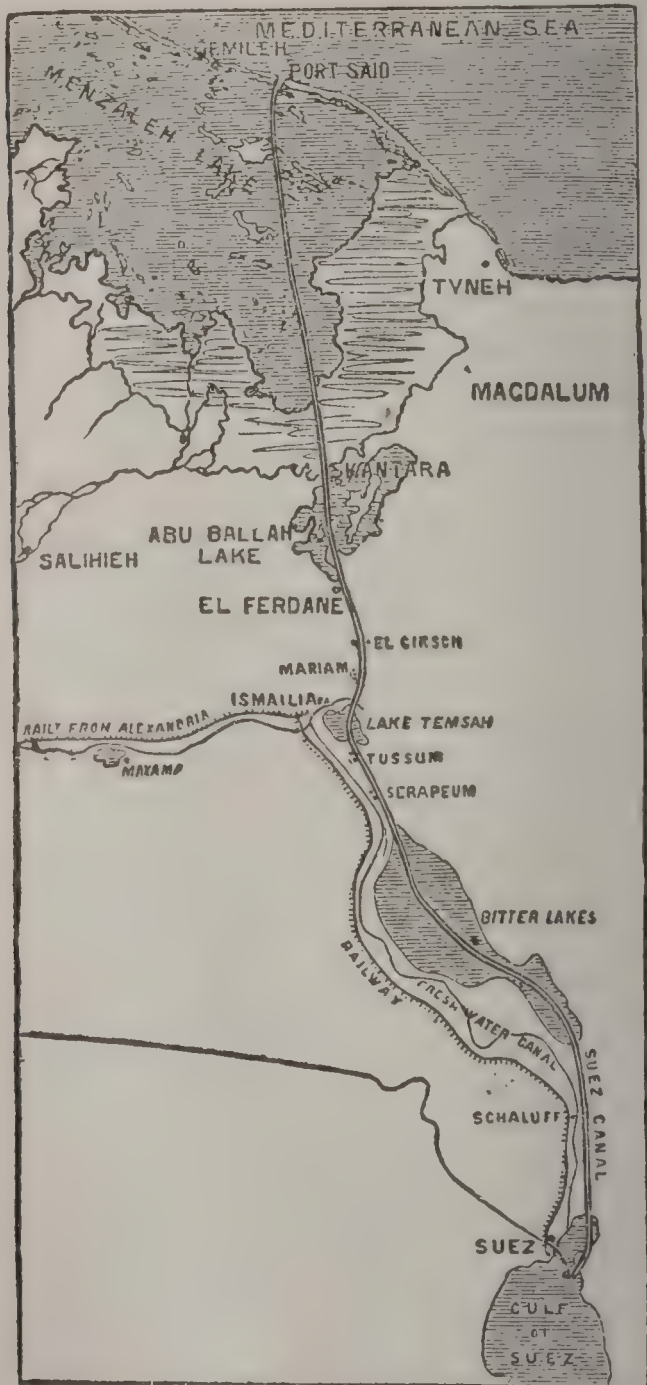 MEDITERRANEAN SEA
GEMILEH
PORT SAID
MENZALEH LAKE
TYNEH
MAGDALUM
KANTARA
ABU BALLAH
LAKE
SALIHIEH
EL FERDANE
EL GIRSCH
MARIAM
ISMAILIA
RAILY FROM ALEXANDRIA
LAKE TEMSAH
MAXAMA
TUSSUM
SERAPEUM
BITTER LAKES
RAILWAY
FRESH WATER CANAL
SUEZ CANAL
SCHALUFF
SUEZ
GULF
OF
SUEZ